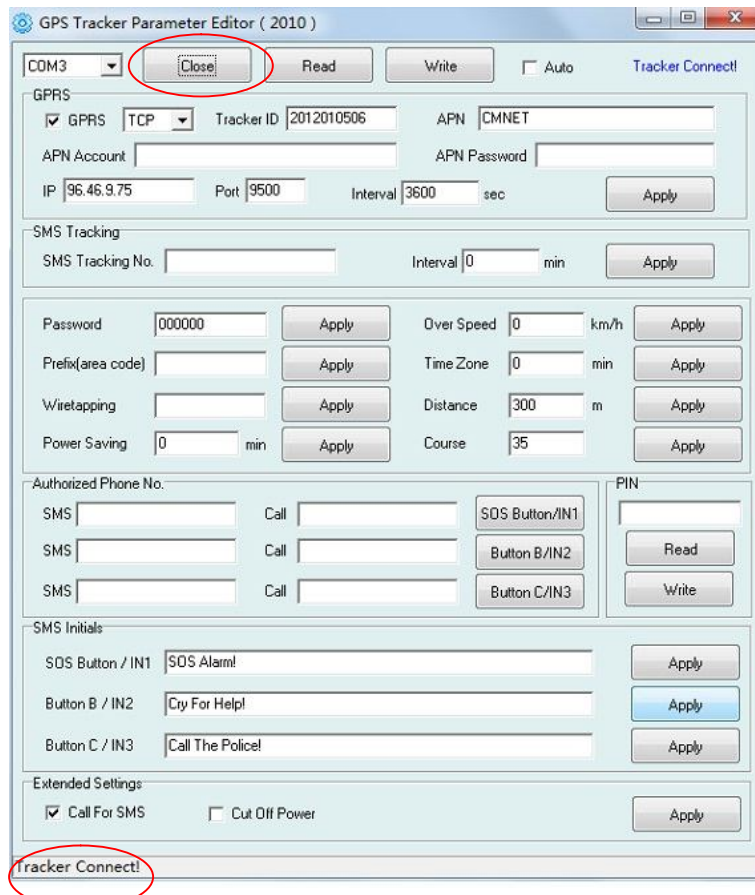 GPS Tracker Parameter Editor ( 2010 )
COM3 Close Read Write Auto Tracker Connect!
GPRS
GPRS TCP Tracker ID 2012010506 APN CMNET
APN Account APN Password
IP 96.46.9.75 Port 9500 Interval 3600 sec Apply
SMS Tracking
SMS Tracking No. Interval 0 min Apply
Password 000000 Apply Over Speed 0 km/h Apply
Prefix(area code) Apply Time Zone 0 min Apply
Wiretapping Apply Distance 300 m Apply
Power Saving 0 min Apply Course 35 Apply
Authorized Phone No. PIN
SMS Call SOS Button/IN1
SMS Call Button B/IN2 Read
SMS Call Button C/IN3 Write
SMS Initials
SOS Button / IN1 SOS Alarm! Apply
Button B / IN2 Cry For Help! Apply
Button C / IN3 Call The Police! Apply
Extended Settings
Call For SMS Cut Off Power Apply
Tracker Connect!